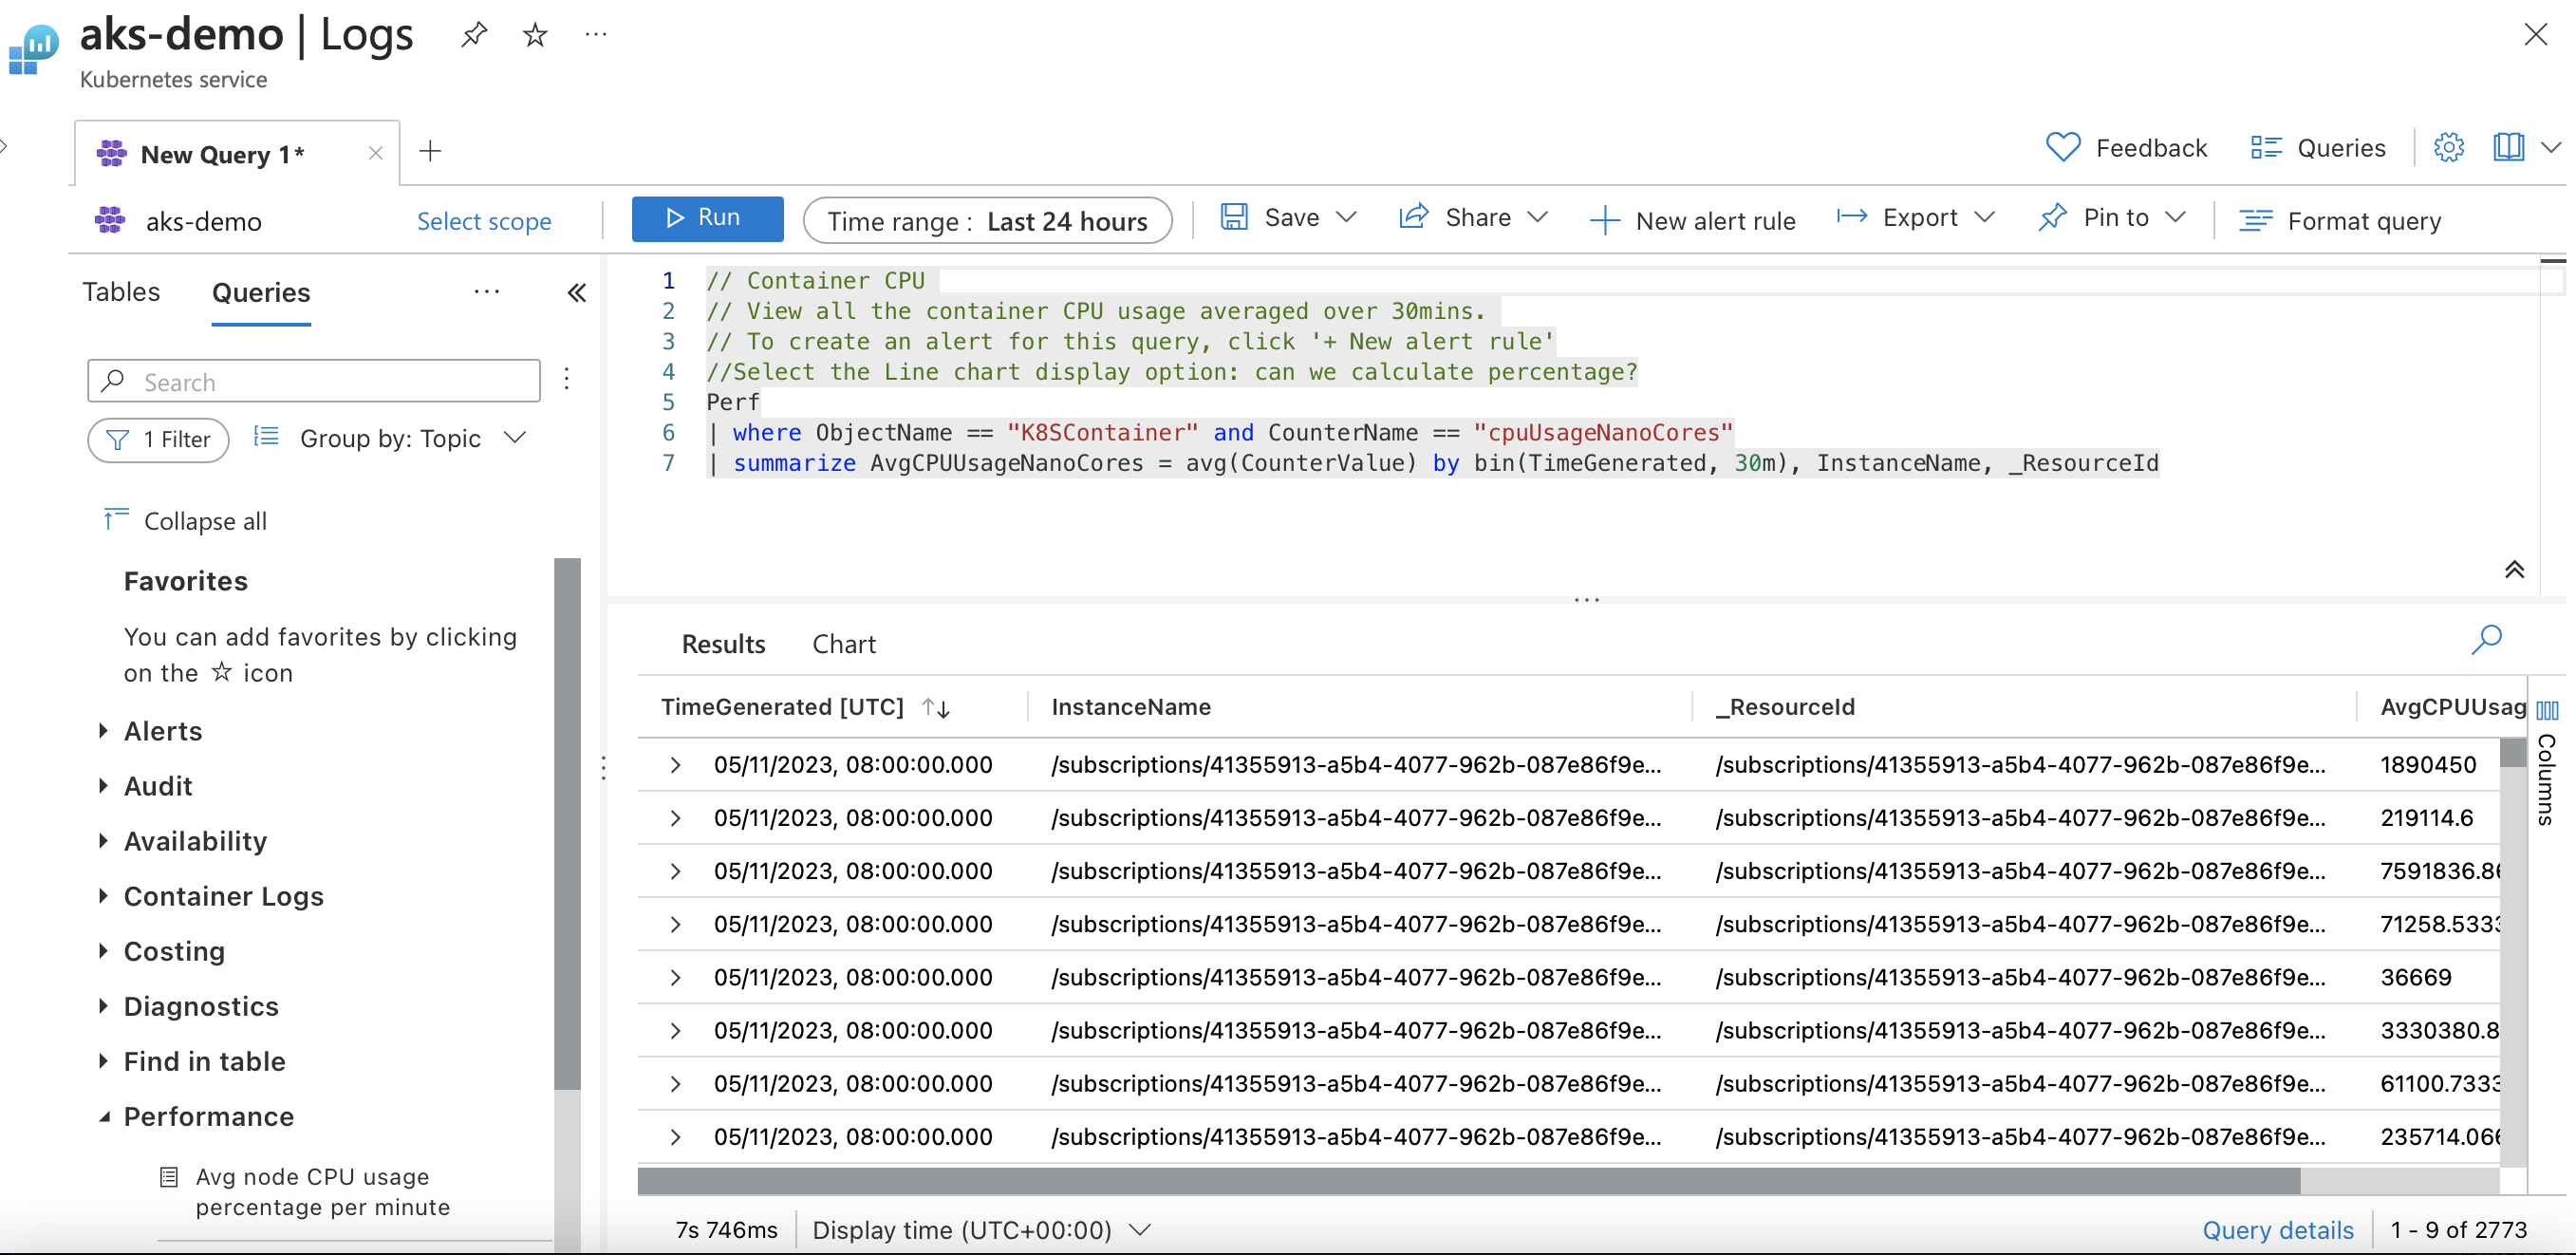 aks-demo | Logs
Kubernetes service
New Query 1*
Feedback
Queries
aks-demo
Select scope
Run
Time range : Last 24 hours
Save
Share
New alert rule
Export
Pin to
Format query
Tables
Queries
Search
1 Filter
Group by: Topic
Collapse all
Favorites
You can add favorites by clicking
on the ☆ icon
Alerts
Audit
Availability
Container Logs
Costing
Diagnostics
Find in table
Performance
Avg node CPU usage
percentage per minute
1 // Container CPU
2 // View all the container CPU usage averaged over 30mins.
3 // To create an alert for this query, click '+ New alert rule'
4 //Select the Line chart display option: can we calculate percentage?
5 Perf
6 | where ObjectName == "K8SContainer" and CounterName == "cpuUsageNanoCores"
7 | summarize AvgCPUUsageNanoCores = avg(CounterValue) by bin(TimeGenerated, 30m), InstanceName, _ResourceId
Results Chart
TimeGenerated [UTC] InstanceName _ResourceId AvgCPUUsag
05/11/2023, 08:00:00.000 /subscriptions/41355913-a5b4-4077-962b-087e86f9e... /subscriptions/41355913-a5b4-4077-962b-087e86f9e... 1890450
05/11/2023, 08:00:00.000 /subscriptions/41355913-a5b4-4077-962b-087e86f9e... /subscriptions/41355913-a5b4-4077-962b-087e86f9e... 219114.6
05/11/2023, 08:00:00.000 /subscriptions/41355913-a5b4-4077-962b-087e86f9e... /subscriptions/41355913-a5b4-4077-962b-087e86f9e... 7591836.86
05/11/2023, 08:00:00.000 /subscriptions/41355913-a5b4-4077-962b-087e86f9e... /subscriptions/41355913-a5b4-4077-962b-087e86f9e... 71258.5333
05/11/2023, 08:00:00.000 /subscriptions/41355913-a5b4-4077-962b-087e86f9e... /subscriptions/41355913-a5b4-4077-962b-087e86f9e... 36669
05/11/2023, 08:00:00.000 /subscriptions/41355913-a5b4-4077-962b-087e86f9e... /subscriptions/41355913-a5b4-4077-962b-087e86f9e... 3330380.8
05/11/2023, 08:00:00.000 /subscriptions/41355913-a5b4-4077-962b-087e86f9e... /subscriptions/41355913-a5b4-4077-962b-087e86f9e... 61100.7333
05/11/2023, 08:00:00.000 /subscriptions/41355913-a5b4-4077-962b-087e86f9e... /subscriptions/41355913-a5b4-4077-962b-087e86f9e... 235714.066
Columns
7s 746ms
Display time (UTC+00:00)
Query details
1 - 9 of 2773